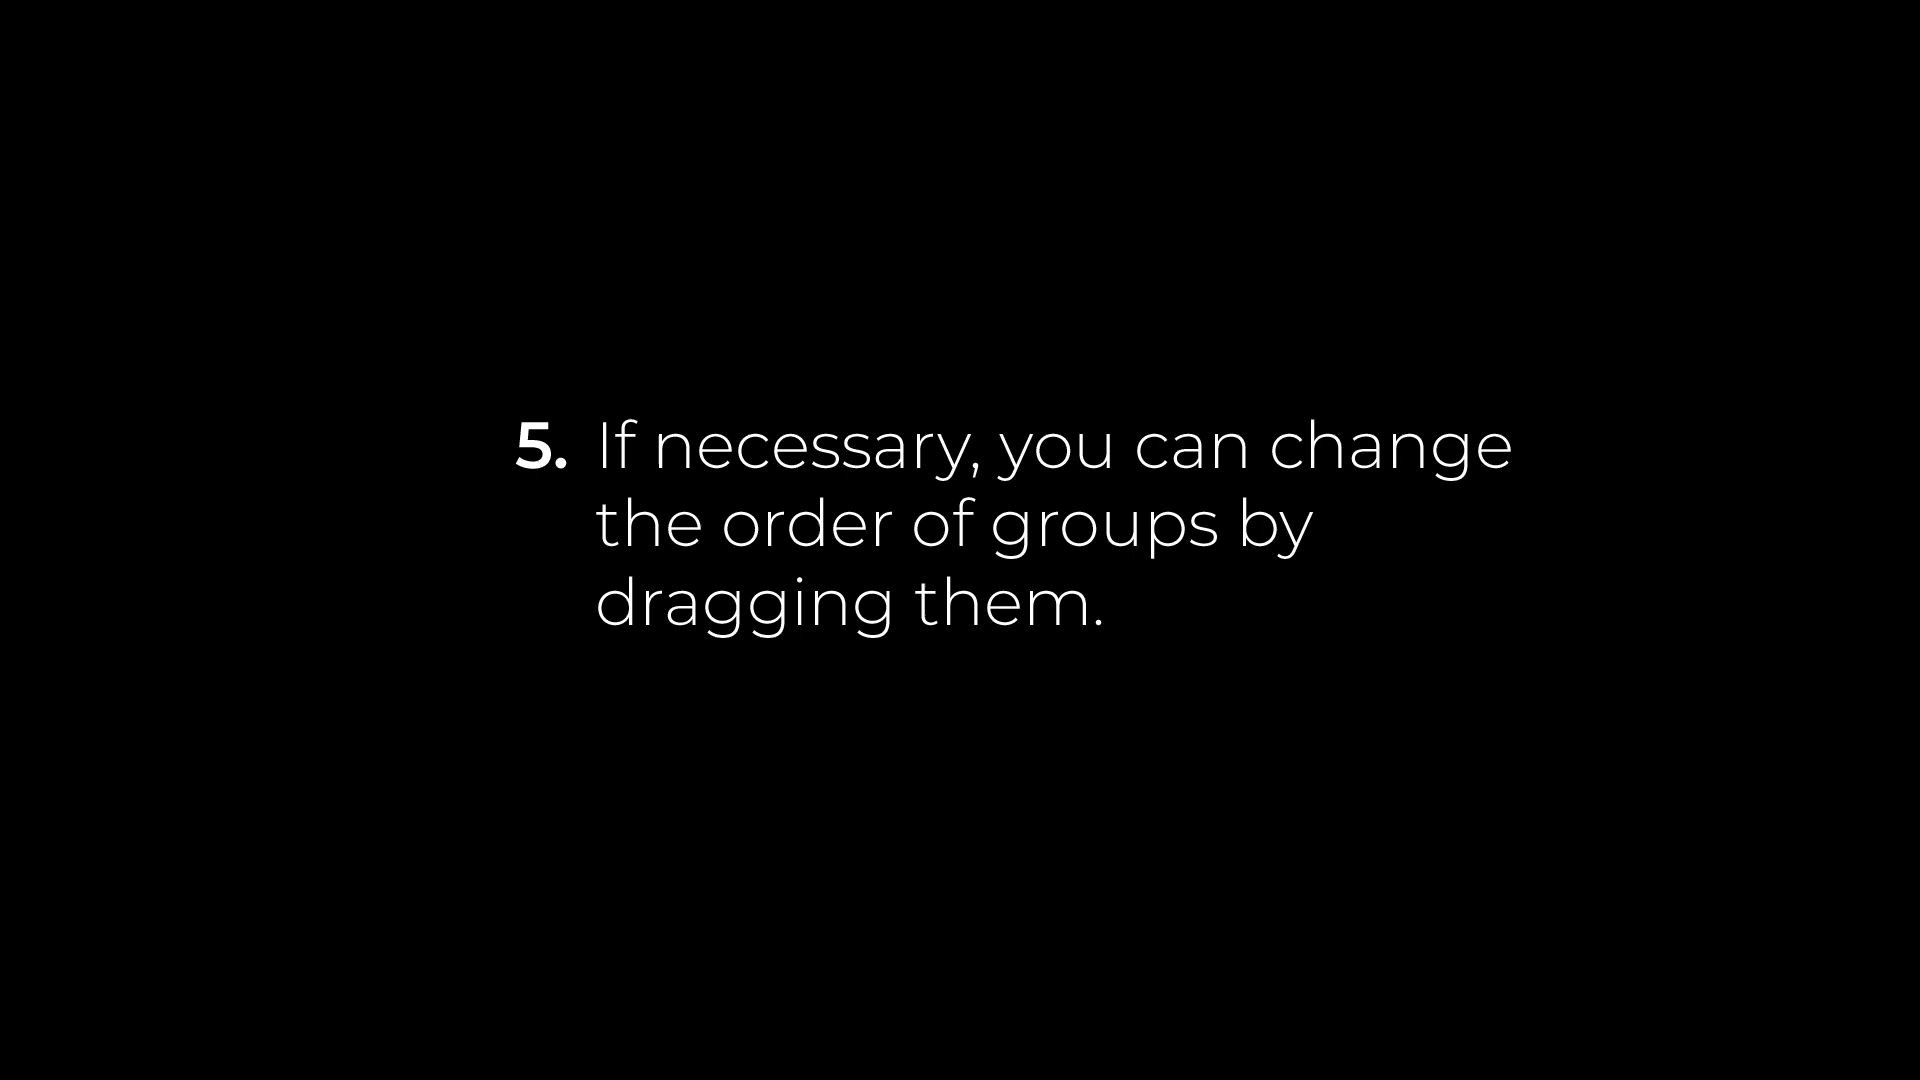 5. If necessary, you can change
the order of groups by
dragging them.